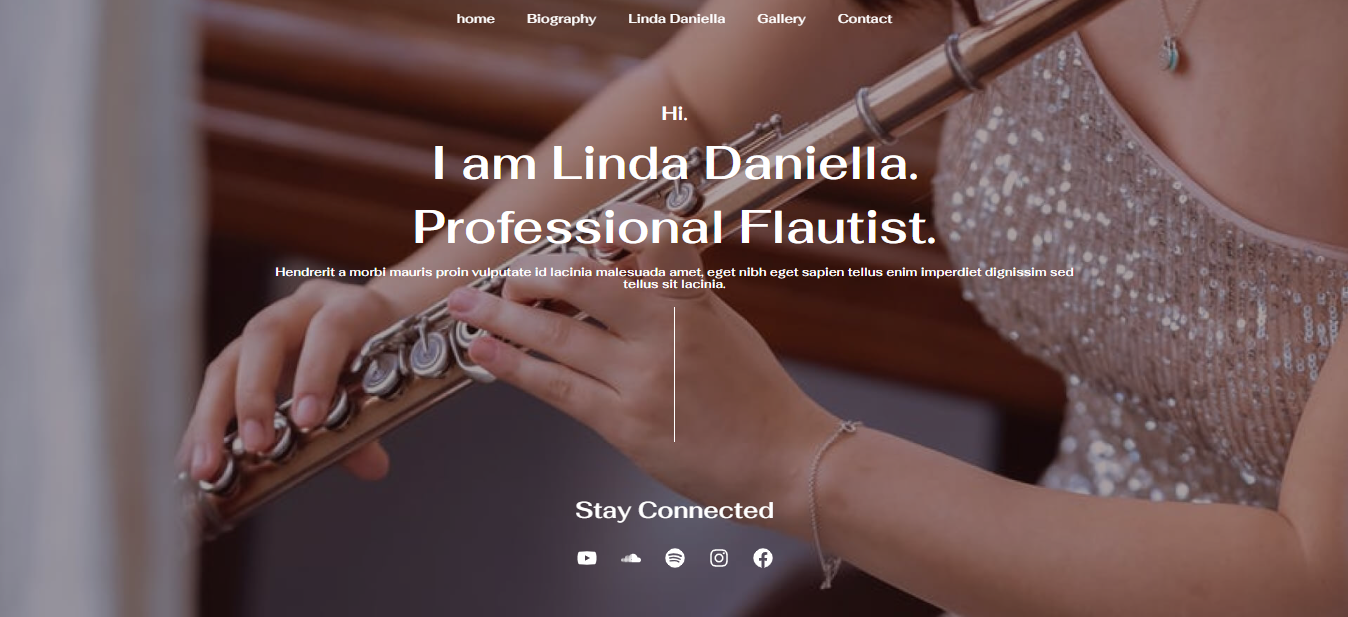 home Biography Linda Daniella Gallery Contact
Hi.
I am Linda Daniella.
Professional Flautist.
Hendrerit a morbi mauris proin vulputate id lacinia malesuada amet, eget nibh eget sapien tellus enim imperdiet dignissim sed
tellus sit lacinia.
Stay Connected